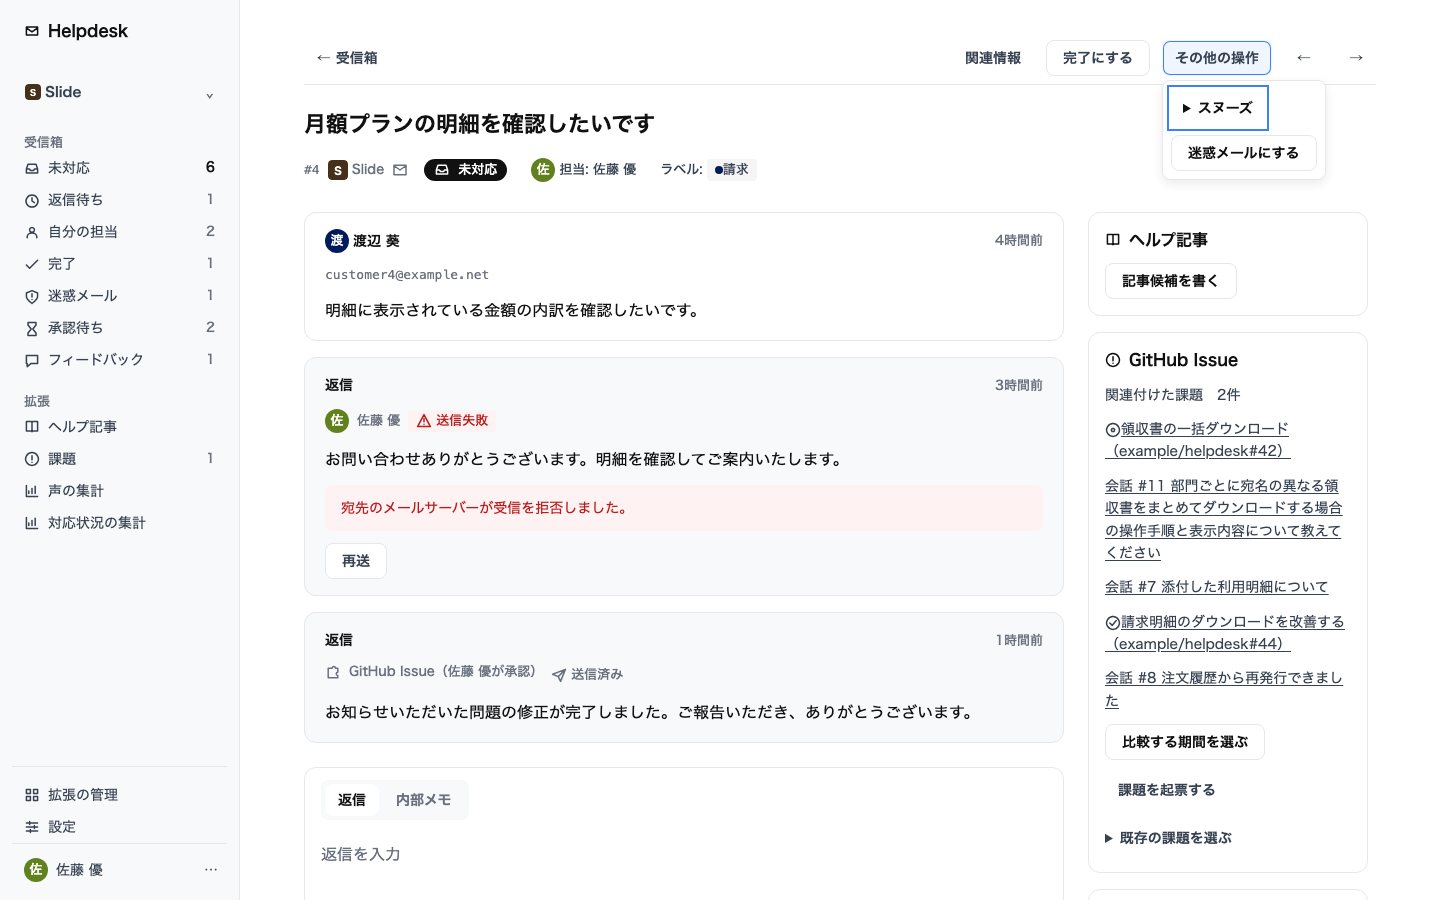 Helpdesk
S Slide
受信箱
未対応 6
返信待ち 1
自分の担当 2
完了 1
迷惑メール 1
承認待ち 2
フィードバック 1
拡張
ヘルプ記事
課題 1
声の集計
対応状況の集計
拡張の管理
設定
佐 佐藤 優 …
← 受信箱
関連情報
完了にする
その他の操作
← →
▶ スヌーズ
迷惑メールにする
月額プランの明細を確認したいです
#4 S Slide 未対応 佐 担当: 佐藤 優 ラベル: 請求
渡 渡辺 葵 4時間前
customer4@example.net
明細に表示されている金額の内訳を確認したいです。
返信 3時間前
佐 佐藤 優 送信失敗
お問い合わせありがとうございます。明細を確認してご案内いたします。
宛先のメールサーバーが受信を拒否しました。
再送
返信 1時間前
GitHub Issue（佐藤 優が承認） 送信済み
お知らせいただいた問題の修正が完了しました。ご報告いただき、ありがとうございます。
返信 内部メモ
返信を入力
ヘルプ記事
記事候補を書く
GitHub Issue
関連付けた課題 2件
領収書の一括ダウンロード
（example/helpdesk#42）
会話 #11 部門ごとに宛名の異なる領
収書をまとめてダウンロードする場合
の操作手順と表示内容について教えて
ください
会話 #7 添付した利用明細について
請求明細のダウンロードを改善する
（example/helpdesk#44）
会話 #8 注文履歴から再発行できまし
た
比較する期間を選ぶ
課題を起票する
▶ 既存の課題を選ぶ